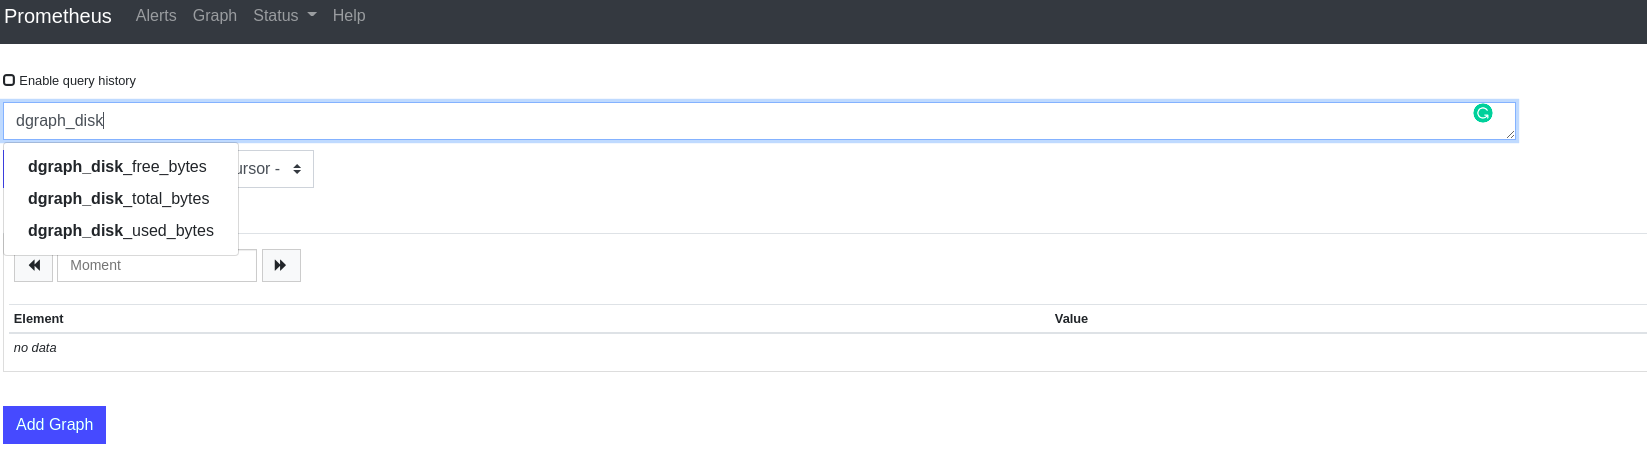 Prometheus Alerts Graph Status Help
Enable query history
dgraph_disk
dgraph_disk_free_bytes
ursor -
dgraph_disk_total_bytes
dgraph_disk_used_bytes
Moment
Element Value
no data
Add Graph